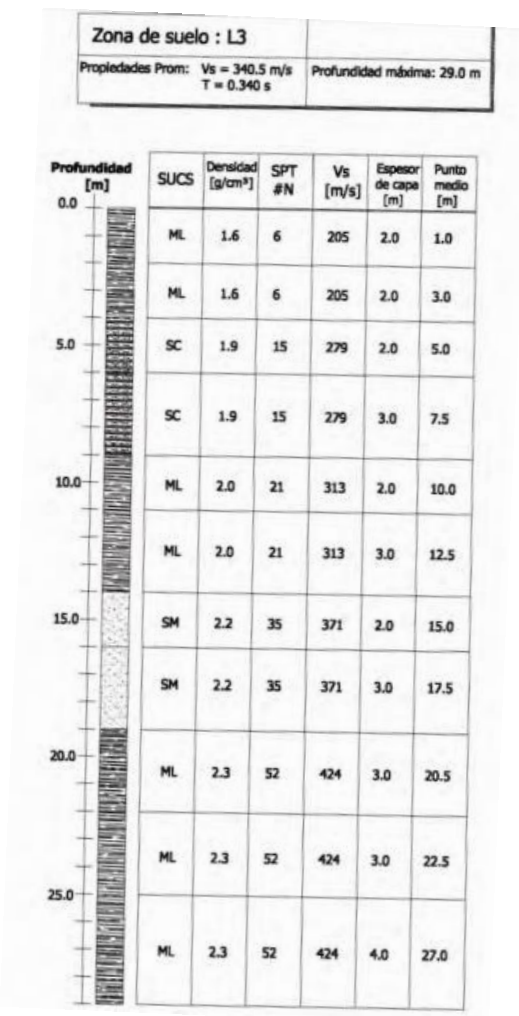 Zona de suelo : L3
Propiedades Prom: Vs = 340.5 m/s Profundidad máxima: 29.0 m
T = 0.340 s
Profundidad [m] SUCS Densidad [g/cm³] SPT #N Vs [m/s] Espesor de capa [m] Punto medio [m]
0.0
ML 1.6 6 205 2.0 1.0
ML 1.6 6 205 2.0 3.0
5.0 SC 1.9 15 279 2.0 5.0
SC 1.9 15 279 3.0 7.5
10.0 ML 2.0 21 313 2.0 10.0
ML 2.0 21 313 3.0 12.5
15.0 SM 2.2 35 371 2.0 15.0
SM 2.2 35 371 3.0 17.5
20.0 ML 2.3 52 424 3.0 20.5
ML 2.3 52 424 3.0 22.5
25.0
ML 2.3 52 424 4.0 27.0